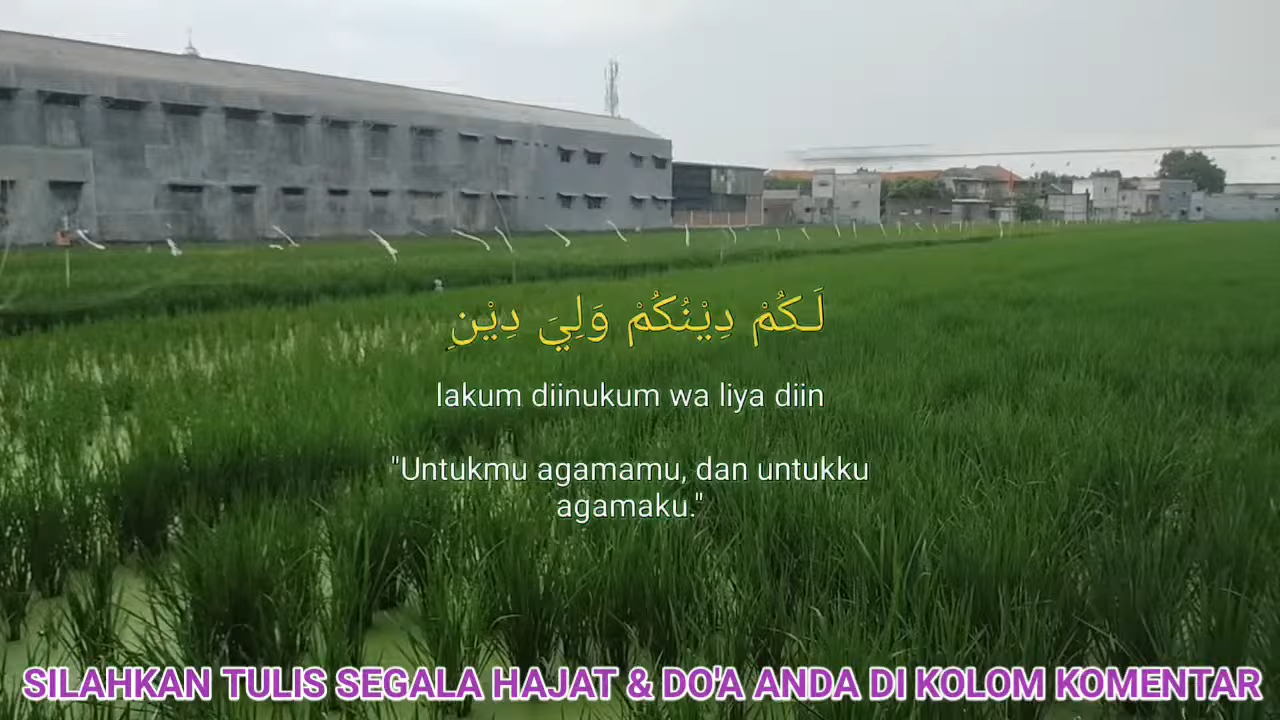 لَـكُمْ دِيْنُكُمْ وَلِيَ دِيْنِ
lakum diinukum wa liya diin
"Untukmu agamamu, dan untukku
agamaku."
SILAHKAN TULIS SEGALA HAJAT & DO'A ANDA DI KOLOM KOMENTAR